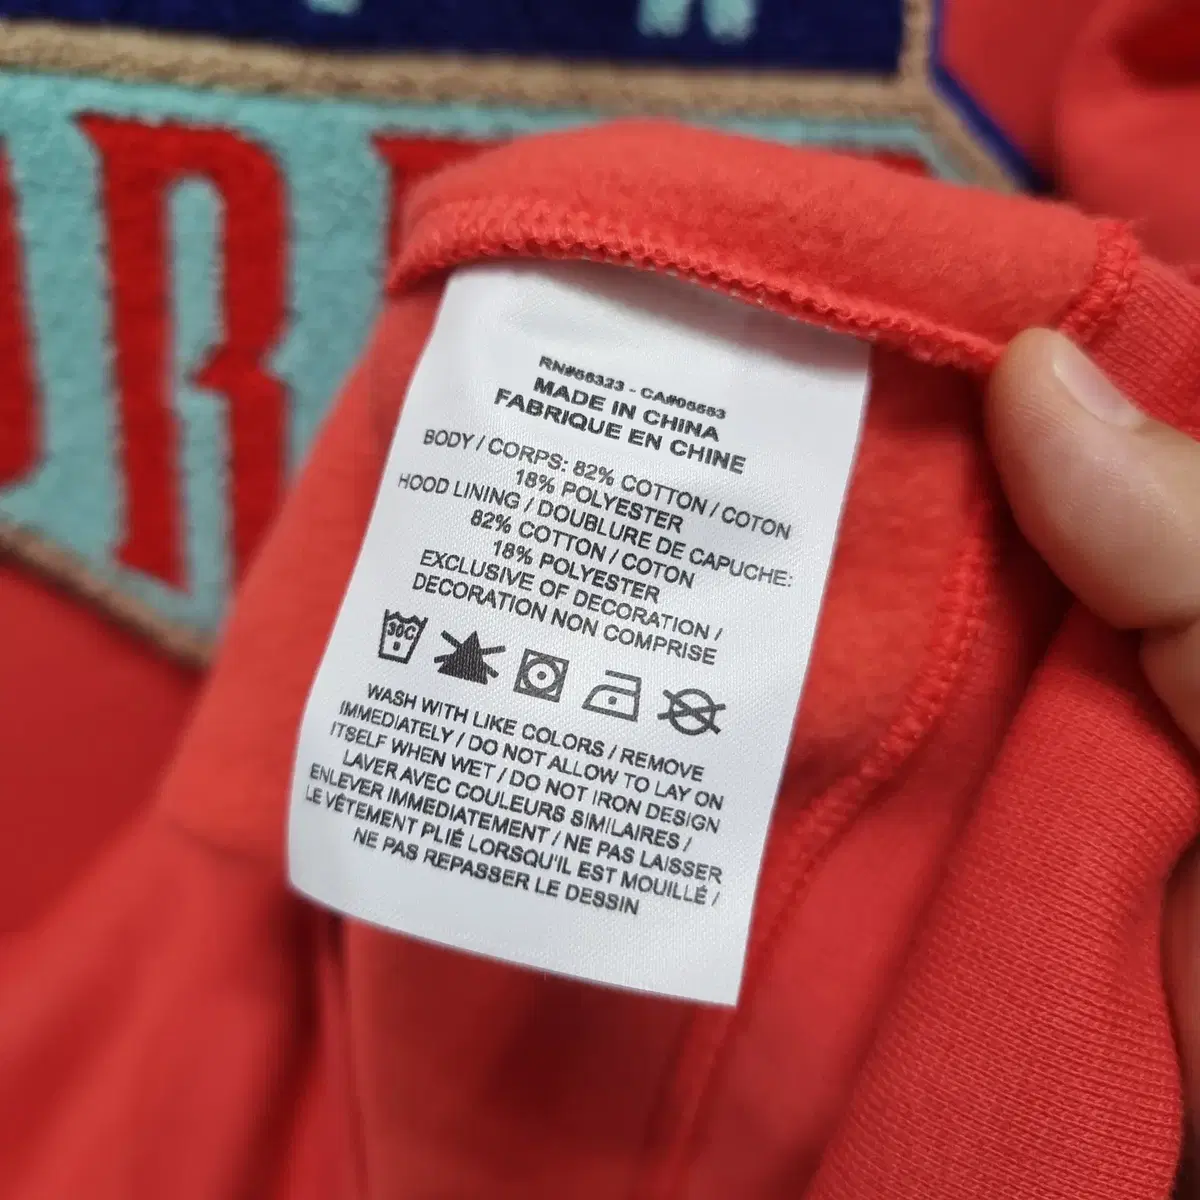 RN#56323 - CA#05553
MADE IN CHINA
FABRIQUE EN CHINE
BODY / CORPS: 82% COTTON / COTON
18% POLYESTER
HOOD LINING / DOUBLURE DE CAPUCHE:
82% COTTON / COTON
18% POLYESTER
EXCLUSIVE OF DECORATION /
DECORATION NON COMPRISE
30C
WASH WITH LIKE COLORS / REMOVE
IMMEDIATELY / DO NOT ALLOW TO LAY ON
ITSELF WHEN WET / DO NOT IRON DESIGN
LAVER AVEC COULEURS SIMILAIRES /
ENLEVER IMMEDIATEMENT / NE PAS LAISSER
LE VÊTEMENT PLIÉ LORSQU'IL EST MOUILLÉ /
NE PAS REPASSER LE DESSIN